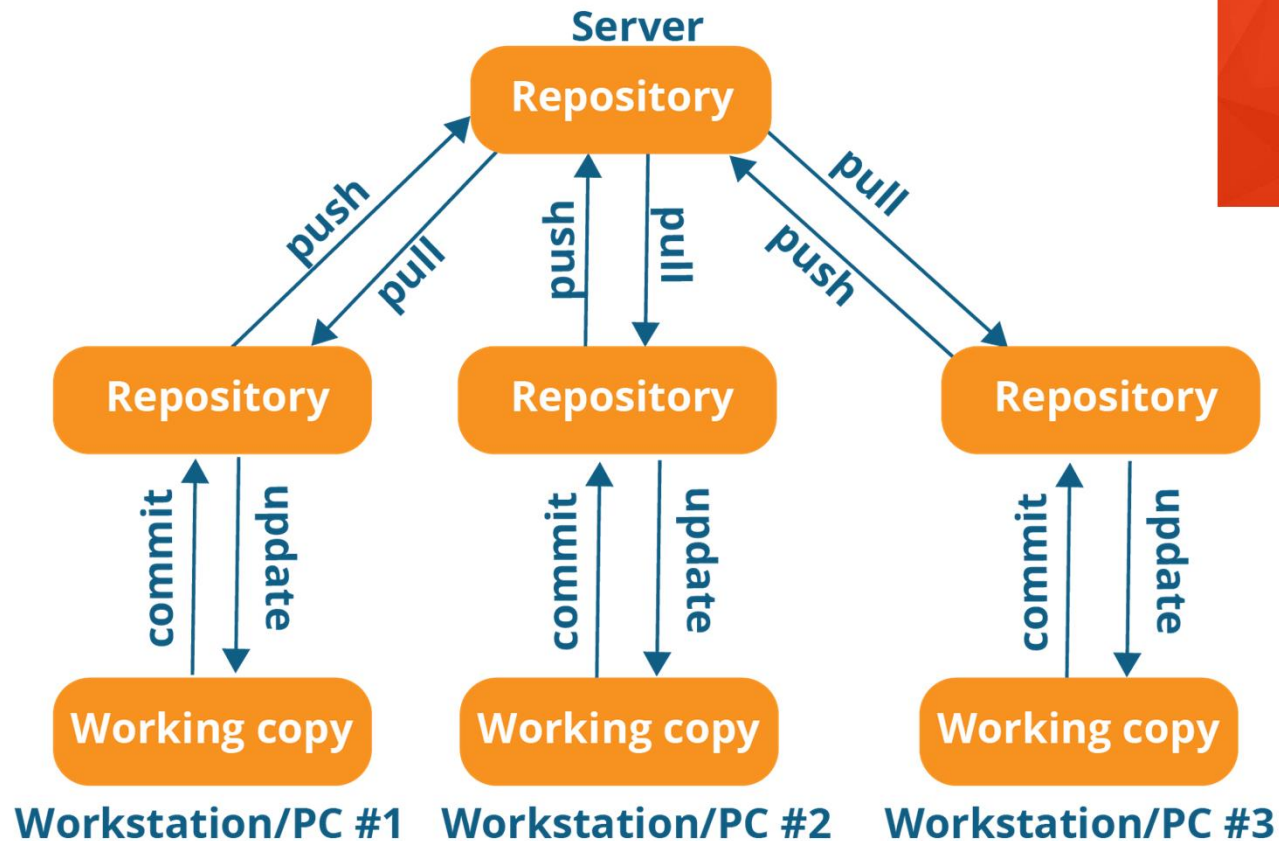 Server
Repository
push
pull
push
pull
push
pull
Repository
Repository
Repository
commit
update
commit
update
commit
update
Working copy
Working copy
Working copy
Workstation/PC #1
Workstation/PC #2
Workstation/PC #3